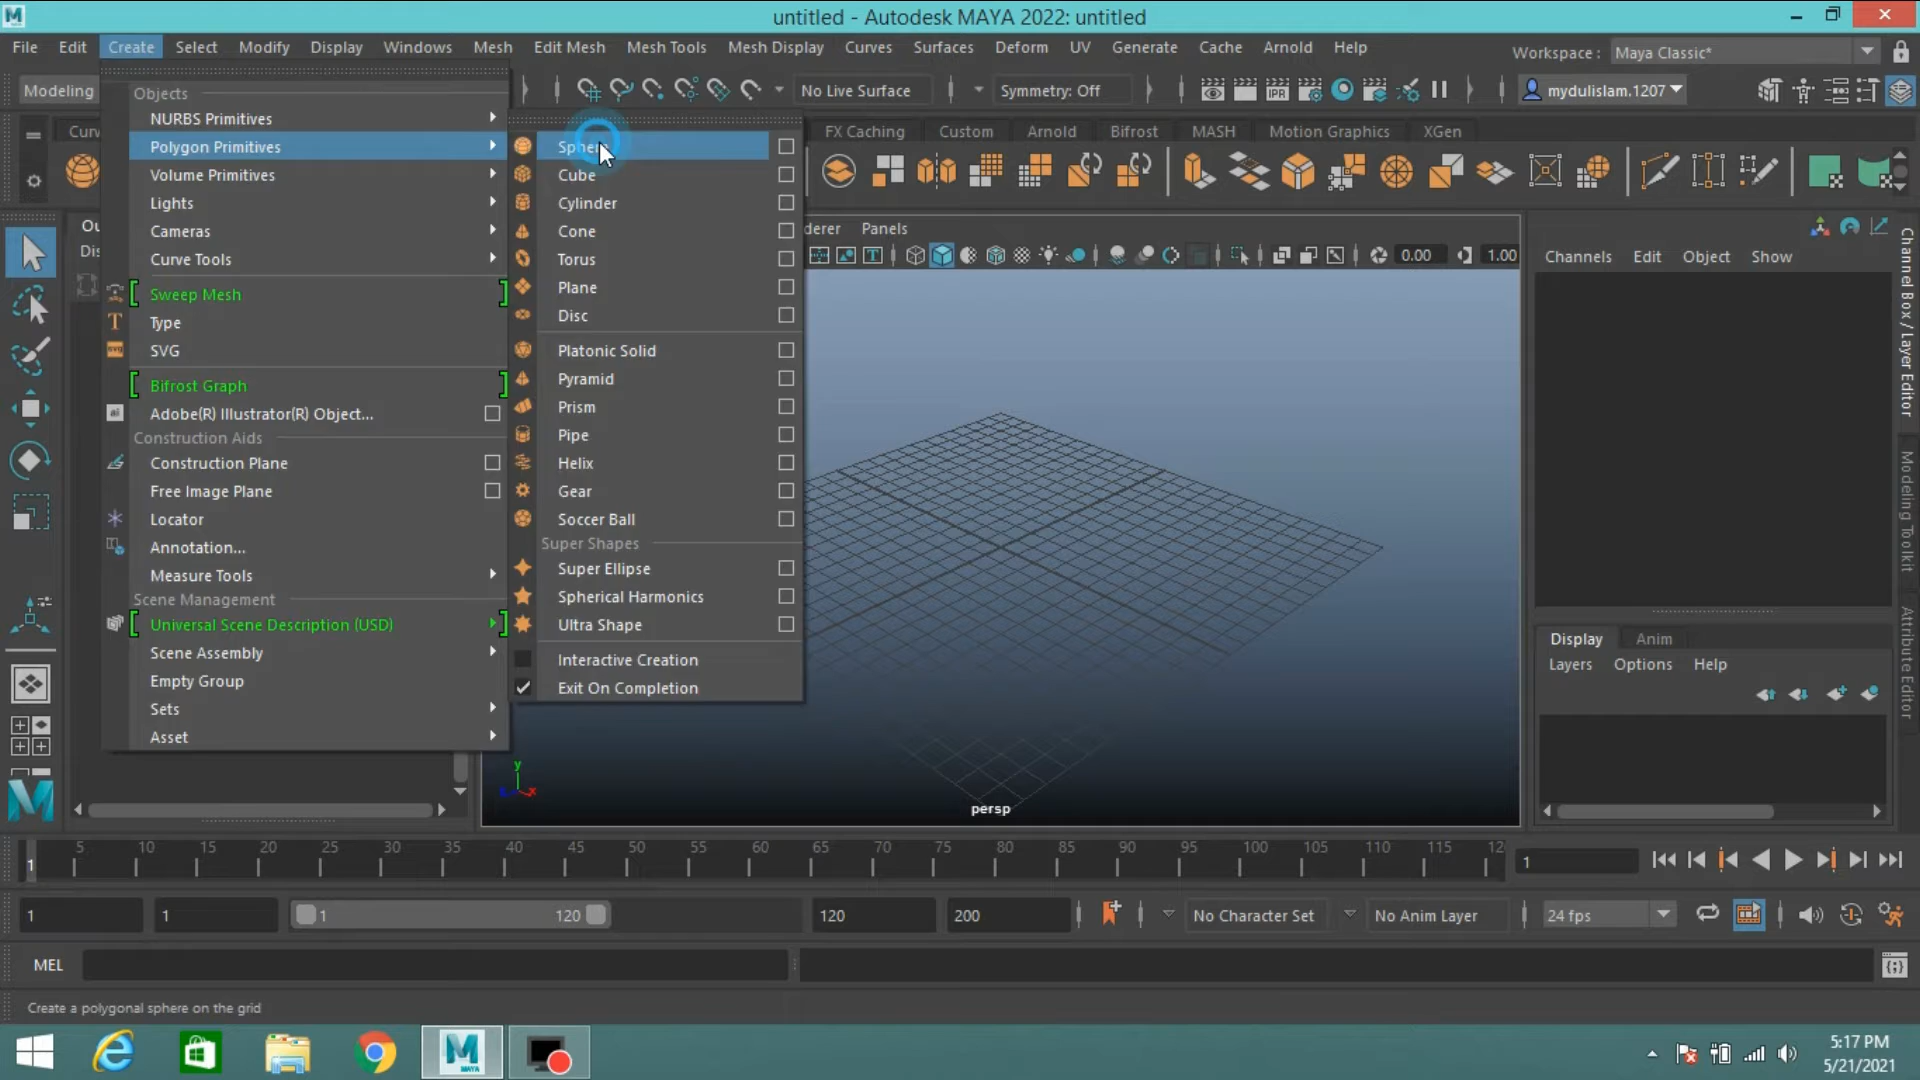 untitled - Autodesk MAYA 2022: untitled
File Edit Create Select Modify Display Windows Mesh Edit Mesh Mesh Tools Mesh Display Curves Surfaces Deform UV Generate Cache Arnold Help
Workspace : Maya Classic*
Modeling
No Live Surface
Symmetry: Off
IPR
mydulislam.1207
FX Caching Custom Arnold Bifrost MASH Motion Graphics XGen
Objects
NURBS Primitives
Polygon Primitives
Volume Primitives
Lights
Cameras
Curve Tools
Sweep Mesh
Type
SVG
Bifrost Graph
Adobe(R) Illustrator(R) Object...
Construction Aids
Construction Plane
Free Image Plane
Locator
Annotation...
Measure Tools
Scene Management
Universal Scene Description (USD)
Scene Assembly
Empty Group
Sets
Asset
Sphere
Cube
Cylinder
Cone
Torus
Plane
Disc
Platonic Solid
Pyramid
Prism
Pipe
Helix
Gear
Soccer Ball
Super Shapes
Super Ellipse
Spherical Harmonics
Ultra Shape
Interactive Creation
Exit On Completion
Panels
0.00
1.00
y
x
persp
Channels Edit Object Show
Channel Box / Layer Editor
Modeling Toolkit
Attribute Editor
Display Anim
Layers Options Help
1 5 10 15 20 25 30 35 40 45 50 55 60 65 70 75 80 85 90 95 100 105 110 115
1
1 1 1 120 120 200 No Character Set No Anim Layer 24 fps
MEL
Create a polygonal sphere on the grid
MAYA
5:17 PM
5/21/2021